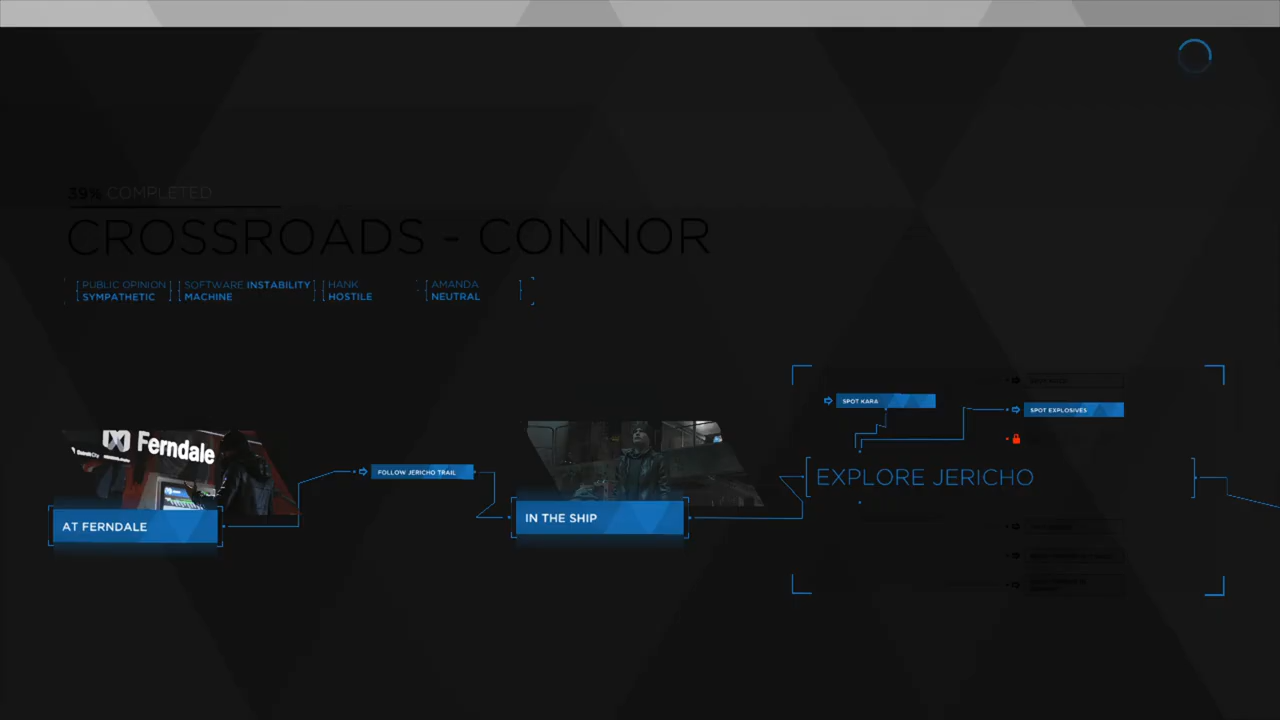 39% COMPLETED
CROSSROADS - CONNOR
PUBLIC OPINION
SYMPATHETIC
SOFTWARE INSTABILITY
MACHINE
HANK
HOSTILE
AMANDA
NEUTRAL
SPOT KARA
SPOT EXPLOSIVES
Ferndale
FOLLOW JERICHO TRAIL
EXPLORE JERICHO
AT FERNDALE
IN THE SHIP